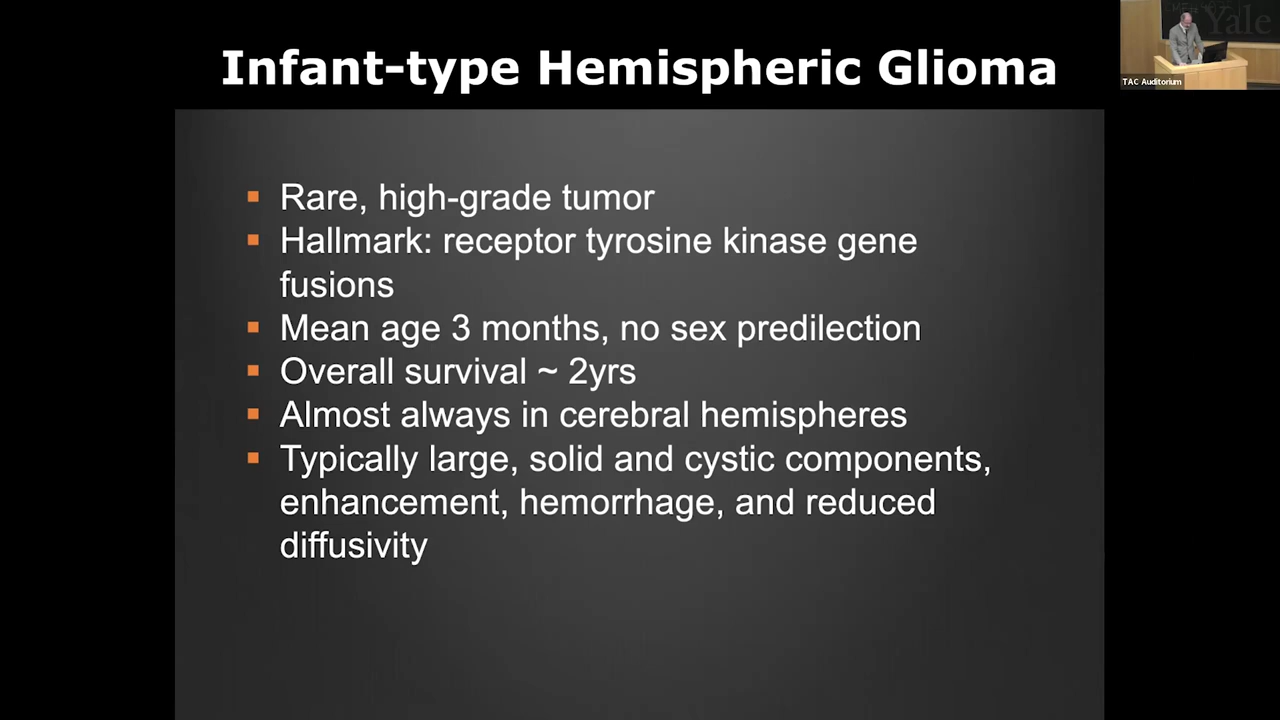 Infant-type Hemispheric Glioma
Rare, high-grade tumor
Hallmark: receptor tyrosine kinase gene
fusions
Mean age 3 months, no sex predilection
Overall survival ~ 2yrs
Almost always in cerebral hemispheres
Typically large, solid and cystic components,
enhancement, hemorrhage, and reduced
diffusivity
Yale
TAC Auditorium